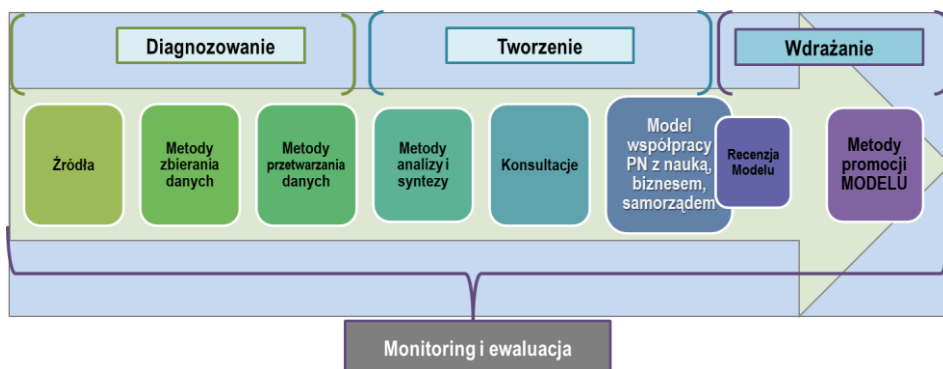 Diagnozowanie
Tworzenie
Wdrażanie
Źródła
Metody
zbierania
danych
Metody
przetwarzania
danych
Metody
analizy i
syntezy
Konsultacje
Model
współpracy
PN z nauką,
biznesem,
samorządem
Recenzja
Modelu
Metody
promocji
MODELU
Monitoring i ewaluacja